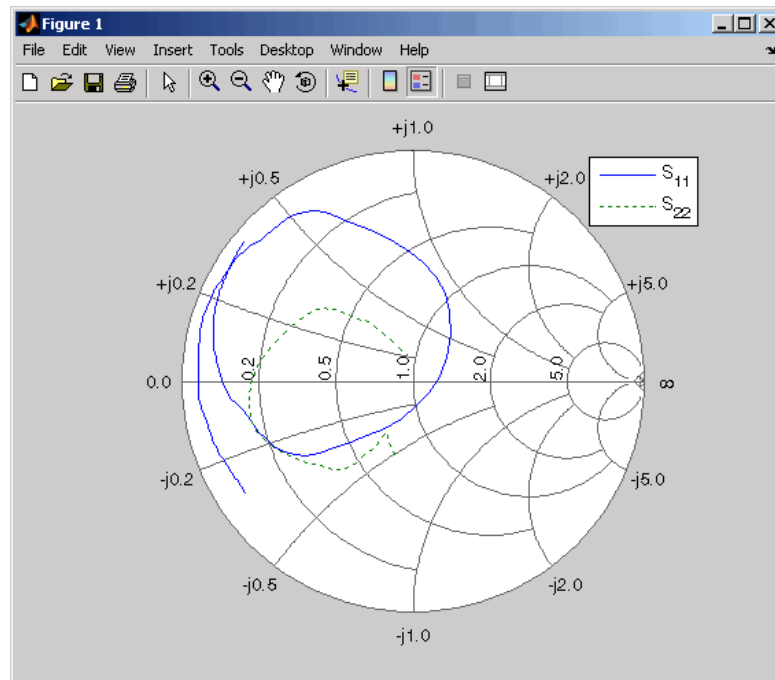 Figure 1
File Edit View Insert Tools Desktop Window Help
+j1.0
+j0.5
+j2.0
S11
S22
+j0.2
+j5.0
0.0
0.2
0.5
1.0
2.0
5.0
∞
-j0.2
-j5.0
-j0.5
-j2.0
-j1.0